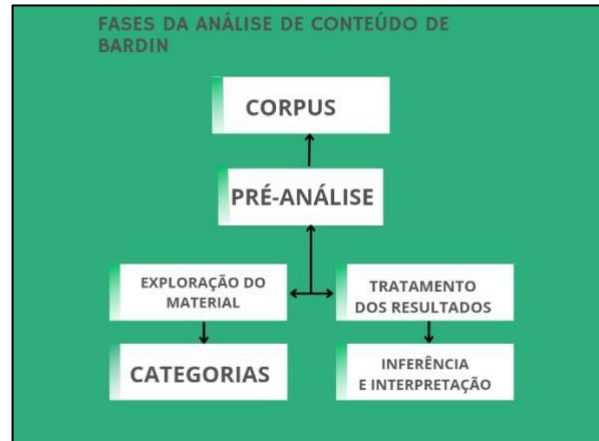 FASES DA ANÁLISE DE CONTEÚDO DE
BARDIN
CORPUS
PRÉ-ANÁLISE
EXPLORAÇÃO DO
MATERIAL
TRATAMENTO
DOS RESULTADOS
CATEGORIAS
INFERÊNCIA
E INTERPRETAÇÃO